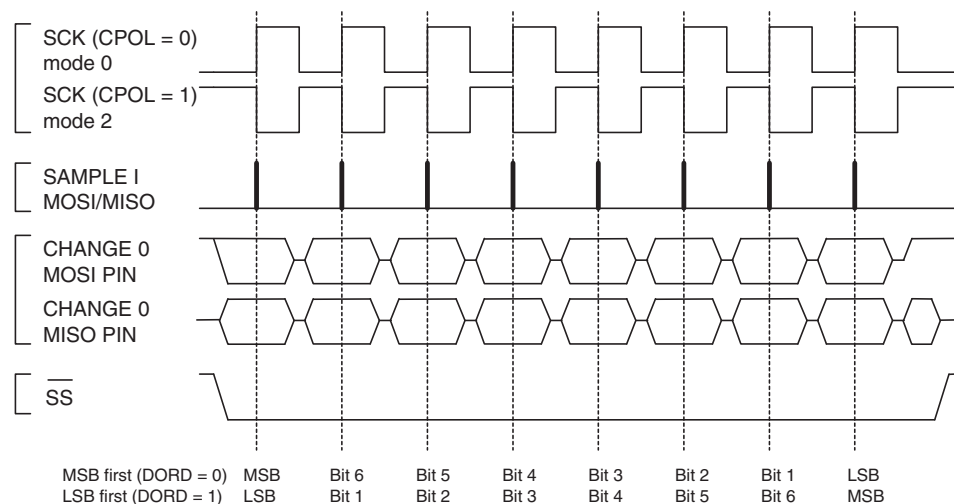 SCK (CPOL = 0)
mode 0
SCK (CPOL = 1)
mode 2
SAMPLE I
MOSI/MISO
CHANGE 0
MOSI PIN
CHANGE 0
MISO PIN
SS
MSB first (DORD = 0) MSB Bit 6 Bit 5 Bit 4 Bit 3 Bit 2 Bit 1 LSB
LSB first (DORD = 1) LSB Bit 1 Bit 2 Bit 3 Bit 4 Bit 5 Bit 6 MSB